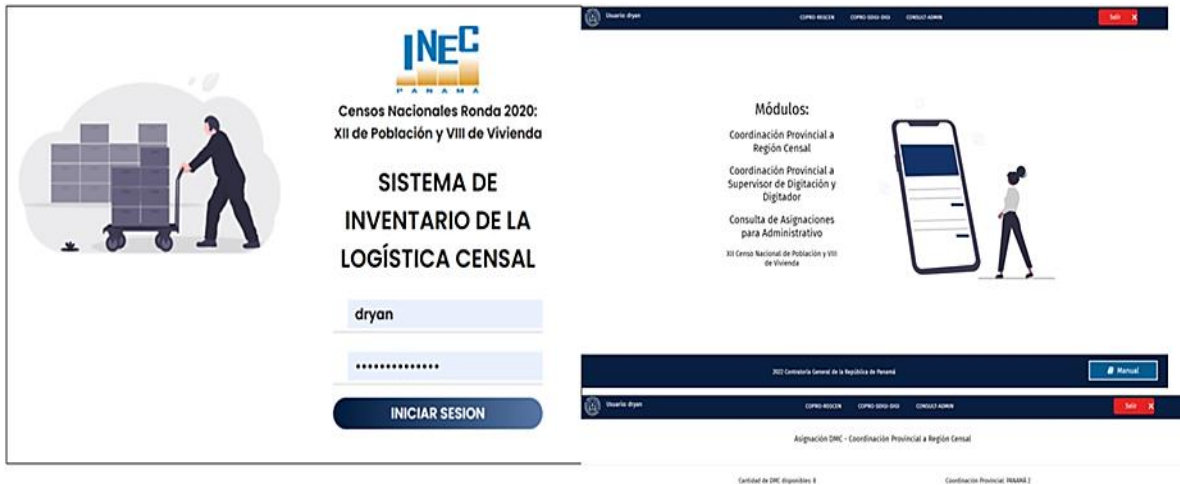 INEC
PANAMÁ
Censos Nacionales Ronda 2020:
XII de Población y VIII de Vivienda
SISTEMA DE
INVENTARIO DE LA
LOGÍSTICA CENSAL
dryan
••••••••••••••
INICIAR SESION
Usuario: dryan
COPRO-REGCEN COPRO-SDIGI-DIGI CONSULT-ADMIN
Salir X
Módulos:
Coordinación Provincial a
Región Censal
Coordinación Provincial a
Supervisor de Digitación y
Digitador
Consulta de Asignaciones
para Administrativo
XII Censo Nacional de Población y VIII
de Vivienda
2022 Contraloría General de la República de Panamá
Manual
Usuario: dryan
COPRO-REGCEN COPRO-SDIGI-DIGI CONSULT-ADMIN
Salir X
Asignación DMC - Coordinación Provincial a Región Censal
Cantidad de DMC disponibles: 8
Coordinación Provincial: PANAMÁ 2